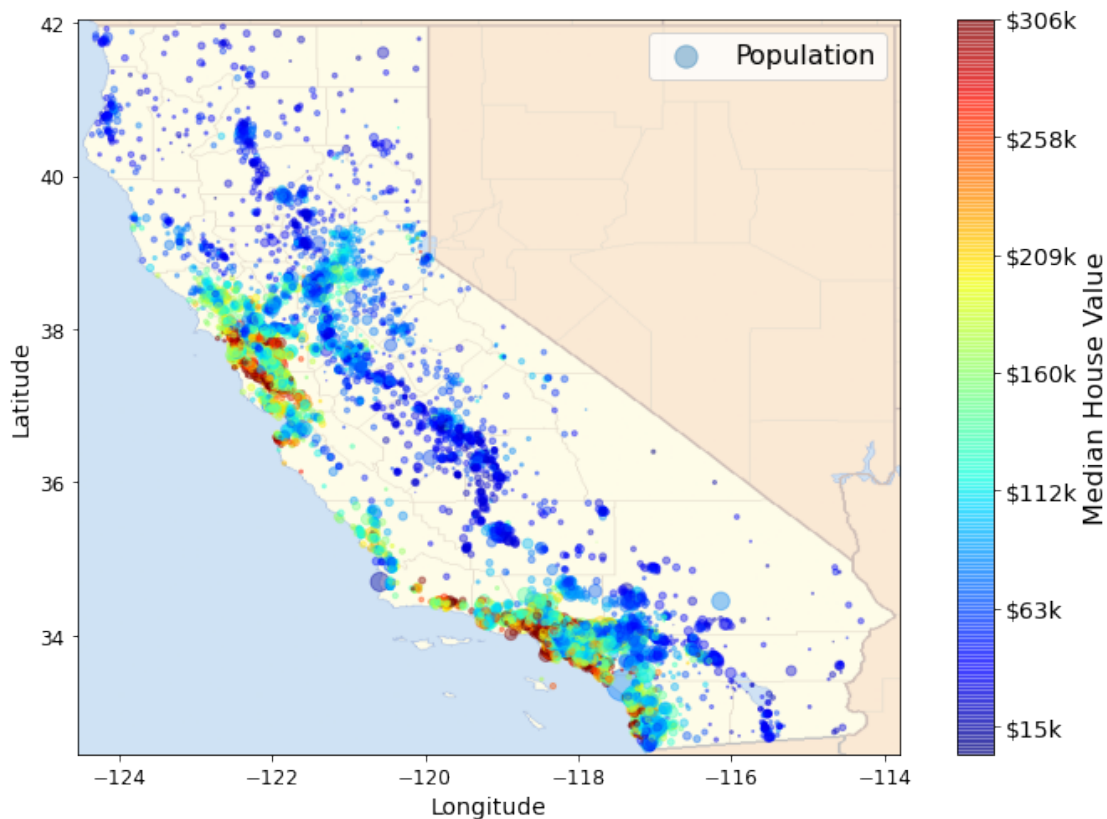 42
40
38
36
34
−124
−122
−120
−118
−116
−114
Latitude
Longitude
Population
$306k
$258k
$209k
$160k
$112k
$63k
$15k
Median House Value